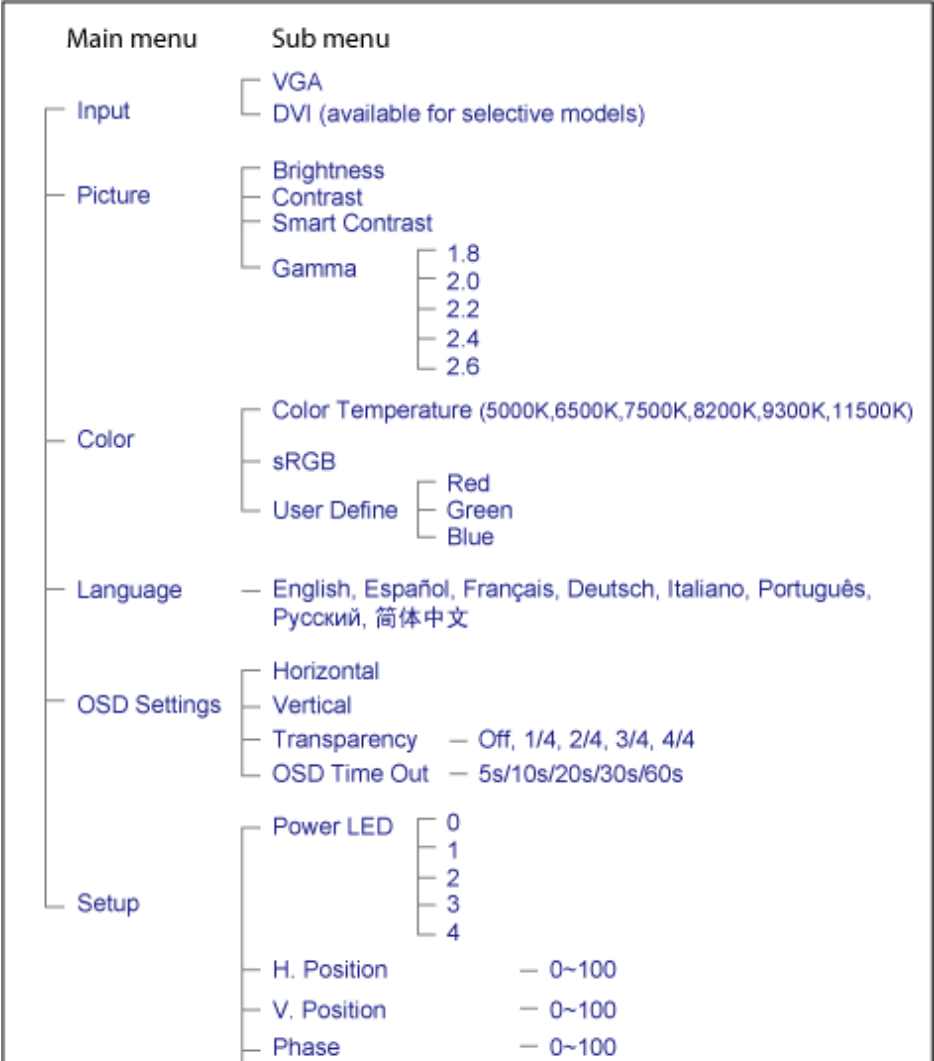 Main menu Sub menu
VGA
Input DVI (available for selective models)
Brightness
Picture Contrast
Smart Contrast
Gamma 1.8
2.0
2.2
2.4
2.6
Color Temperature (5000K,6500K,7500K,8200K,9300K,11500K)
Color
sRGB
Red
User Define Green
Blue
Language English, Español, Français, Deutsch, Italiano, Português,
Русский, 简体中文
Horizontal
OSD Settings Vertical
Transparency Off, 1/4, 2/4, 3/4, 4/4
OSD Time Out 5s/10s/20s/30s/60s
Power LED 0
1
2
Setup 3
4
H. Position 0~100
V. Position 0~100
Phase 0~100